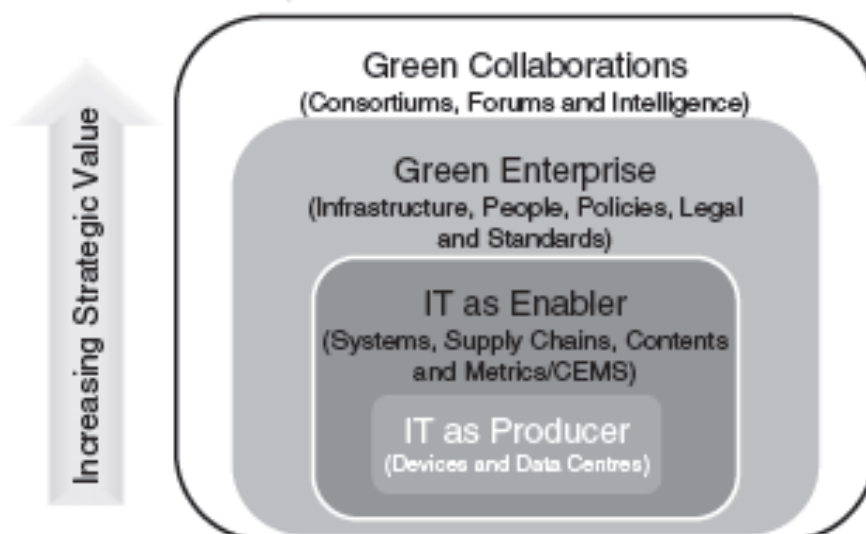 Green Collaborations
(Consortiums, Forums and Intelligence)
Green Enterprise
(Infrastructure, People, Policies, Legal
and Standards)
IT as Enabler
(Systems, Supply Chains, Contents
and Metrics/CEMS)
IT as Producer
(Devices and Data Centres)
Increasing Strategic Value